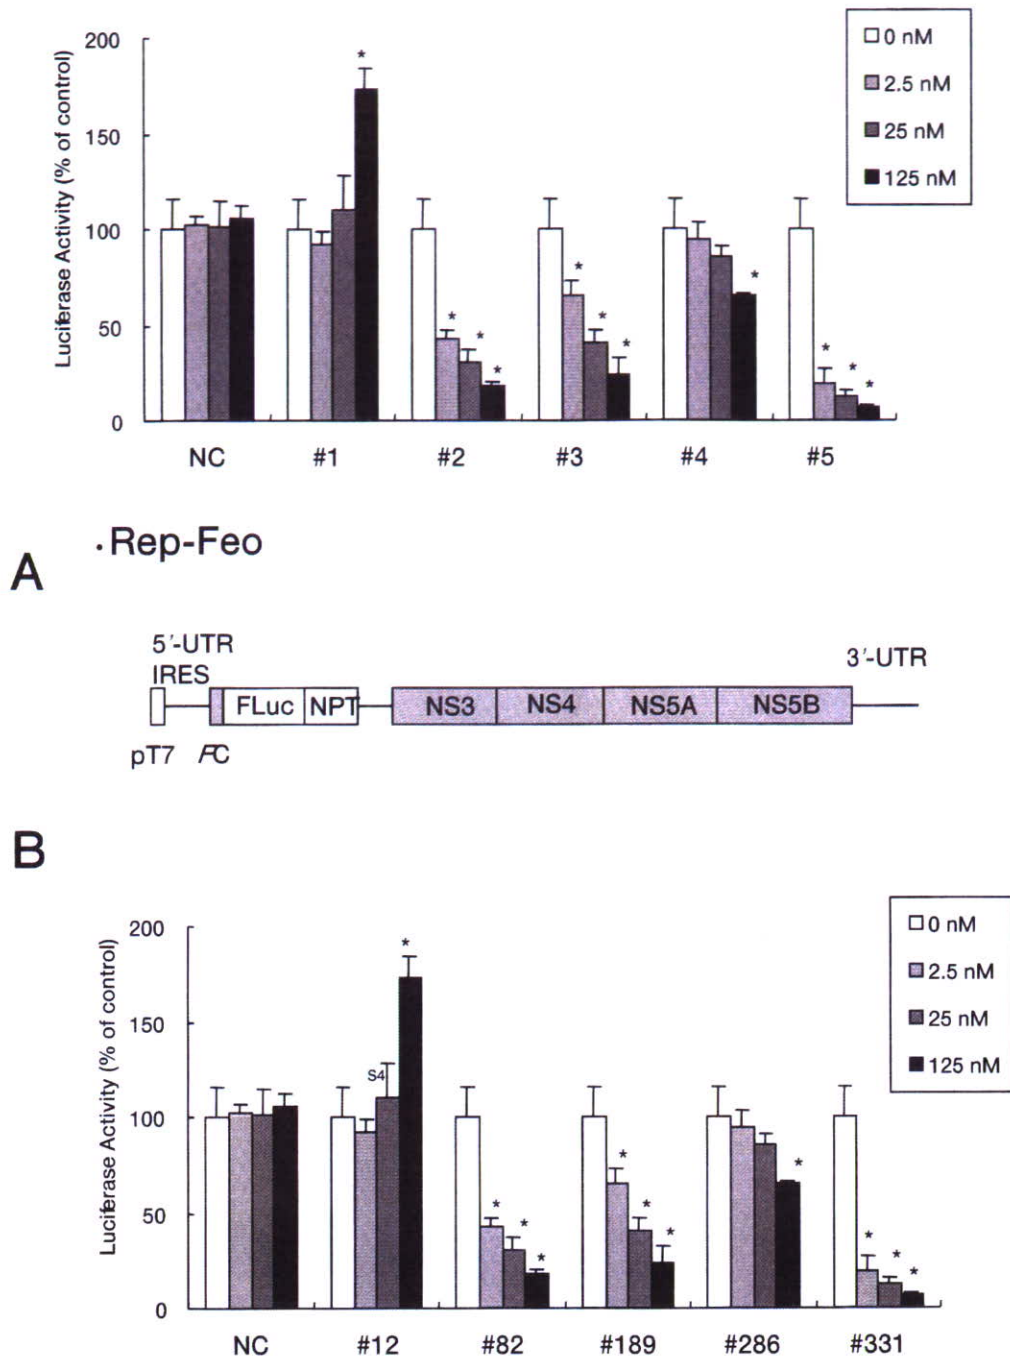 Luciferase Activity (% of control)
200
150
100
50
0
*
* * *
* * *
*
* * *
NC #1 #2 #3 #4 #5
0 nM
2.5 nM
25 nM
125 nM
A
· Rep-Feo
5′-UTR
IRES
3′-UTR
FLuc NPT NS3 NS4 NS5A NS5B
pT7
B
Luciferase Activity (% of control)
200
150
100
50
0
*
S4
* * *
* * *
*
* * *
NC #12 #82 #189 #286 #331
0 nM
2.5 nM
25 nM
125 nM